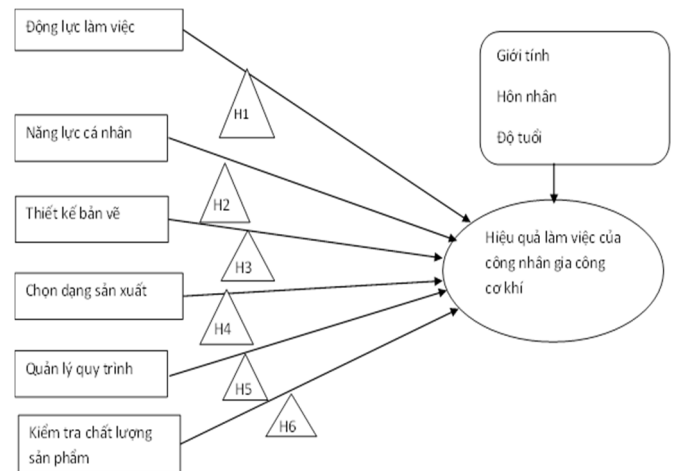 Động lực làm việc
Giới tính
Hôn nhân
Độ tuổi
H1
Năng lực cá nhân
H2
Thiết kế bản vẽ
H3
Hiệu quả làm việc của
công nhân gia công
cơ khí
Chọn dạng sản xuất
H4
Quản lý quy trình
H5
Kiểm tra chất lượng
sản phẩm
H6